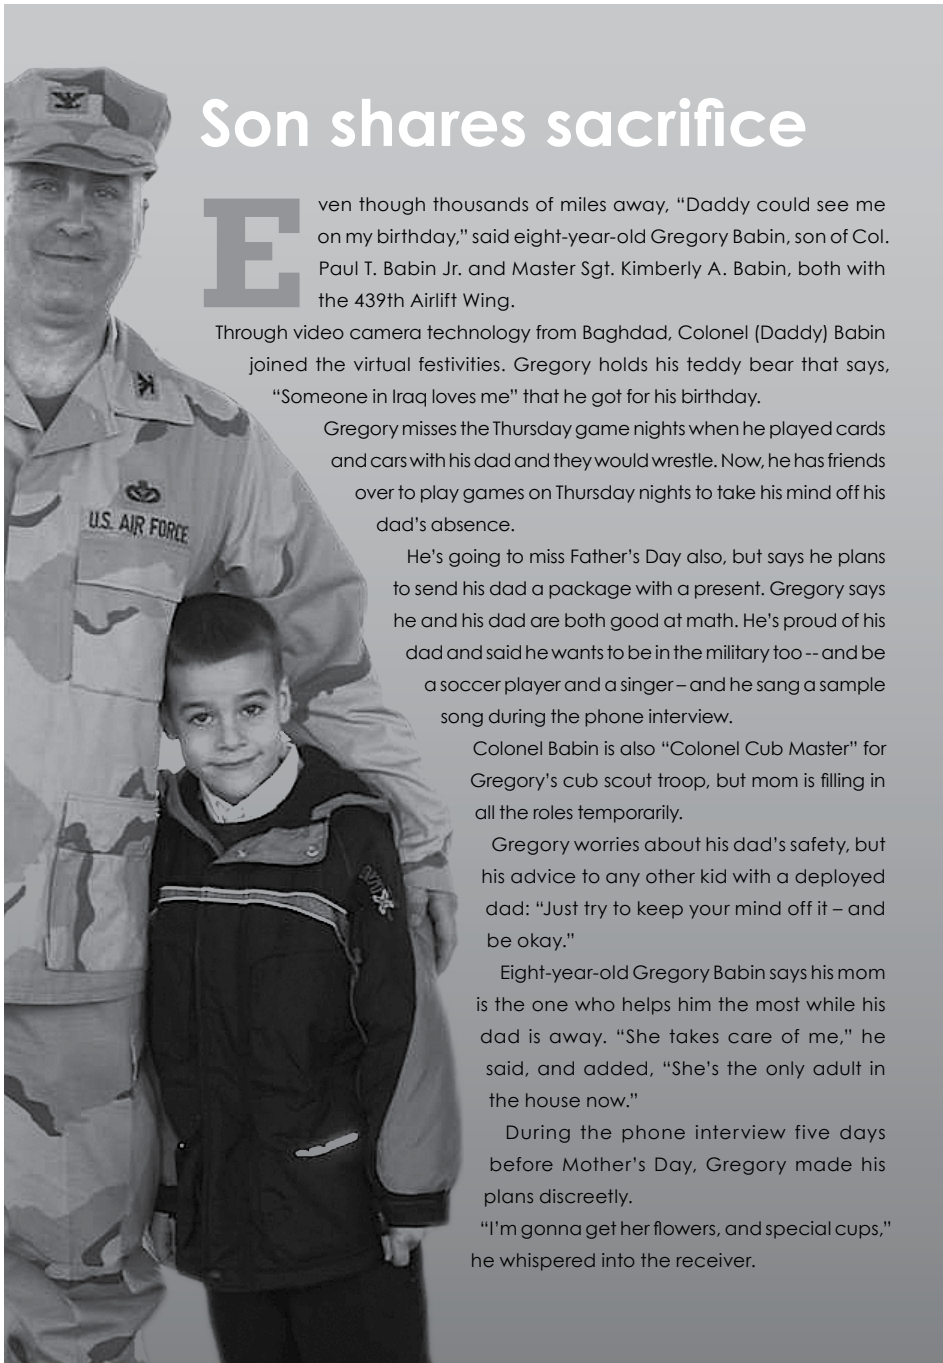 Son shares sacrifice
Even though thousands of miles away, “Daddy could see me
on my birthday,” said eight-year-old Gregory Babin, son of Col.
Paul T. Babin Jr. and Master Sgt. Kimberly A. Babin, both with
the 439th Airlift Wing.
Through video camera technology from Baghdad, Colonel (Daddy) Babin
joined the virtual festivities. Gregory holds his teddy bear that says,
“Someone in Iraq loves me” that he got for his birthday.
Gregory misses the Thursday game nights when he played cards
and cars with his dad and they would wrestle. Now, he has friends
over to play games on Thursday nights to take his mind off his
dad’s absence.
He’s going to miss Father’s Day also, but says he plans
to send his dad a package with a present. Gregory says
he and his dad are both good at math. He’s proud of his
dad and said he wants to be in the military too -- and be
a soccer player and a singer – and he sang a sample
song during the phone interview.
Colonel Babin is also “Colonel Cub Master” for
Gregory’s cub scout troop, but mom is filling in
all the roles temporarily.
Gregory worries about his dad’s safety, but
his advice to any other kid with a deployed
dad: “Just try to keep your mind off it – and
be okay.”
Eight-year-old Gregory Babin says his mom
is the one who helps him the most while his
dad is away. “She takes care of me,” he
said, and added, “She’s the only adult in
the house now.”
During the phone interview five days
before Mother’s Day, Gregory made his
plans discreetly.
“I’m gonna get her flowers, and special cups,”
he whispered into the receiver.
U.S. AIR FORCE